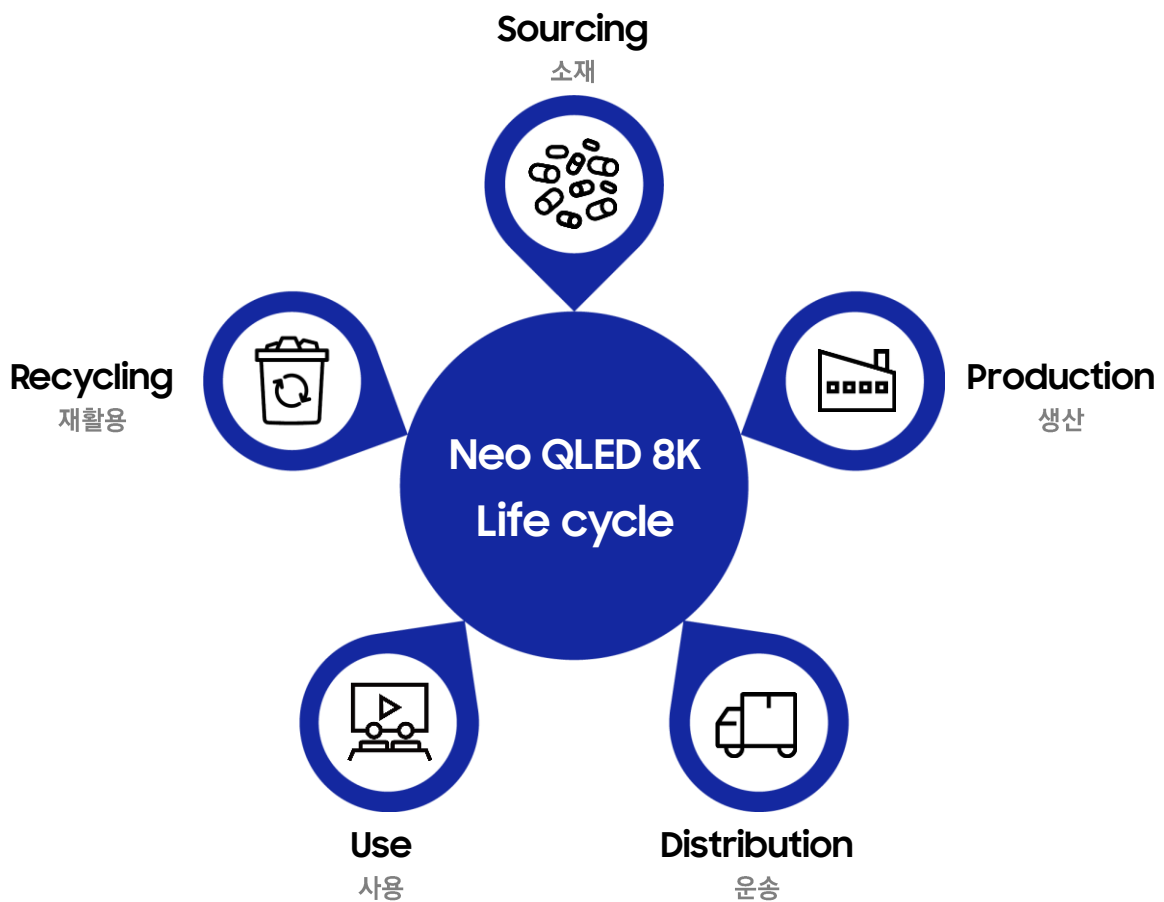 Sourcing
소재
Recycling
재활용
Production
생산
Neo QLED 8K
Life cycle
Use
사용
Distribution
운송